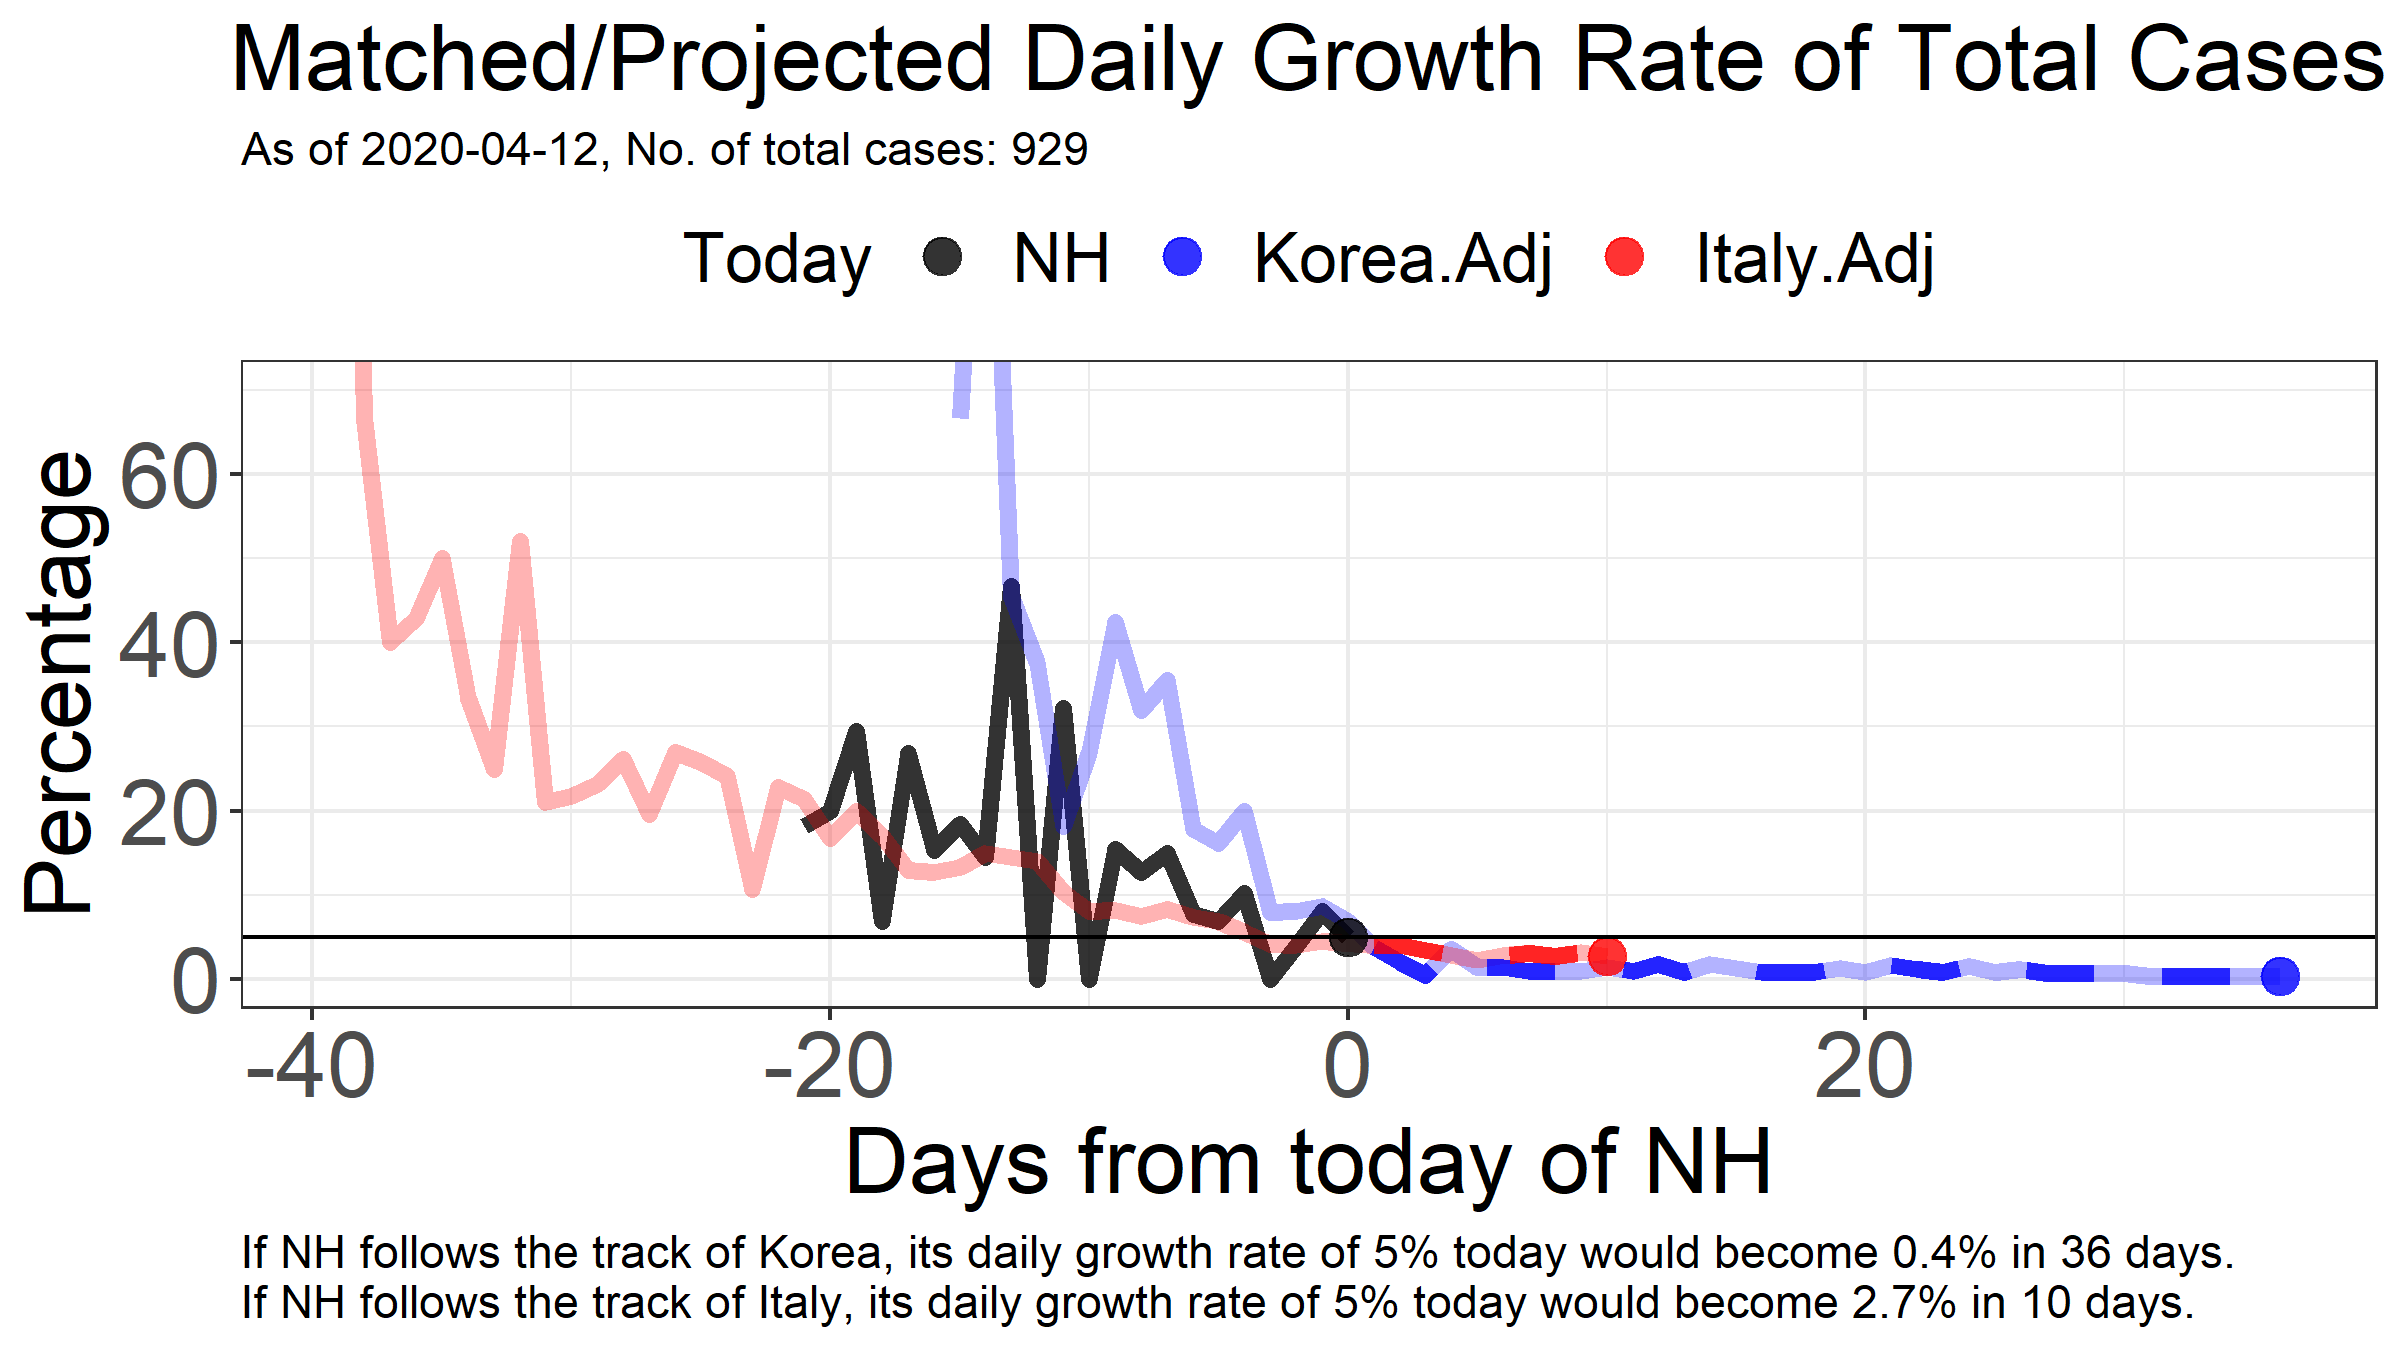 Matched/Projected Daily Growth Rate of Total Cases
As of 2020-04-12, No. of total cases: 929
Today NH Korea.Adj Italy.Adj
Percentage
60
40
20
0
-40 -20 0 20
Days from today of NH
If NH follows the track of Korea, its daily growth rate of 5% today would become 0.4% in 36 days.
If NH follows the track of Italy, its daily growth rate of 5% today would become 2.7% in 10 days.